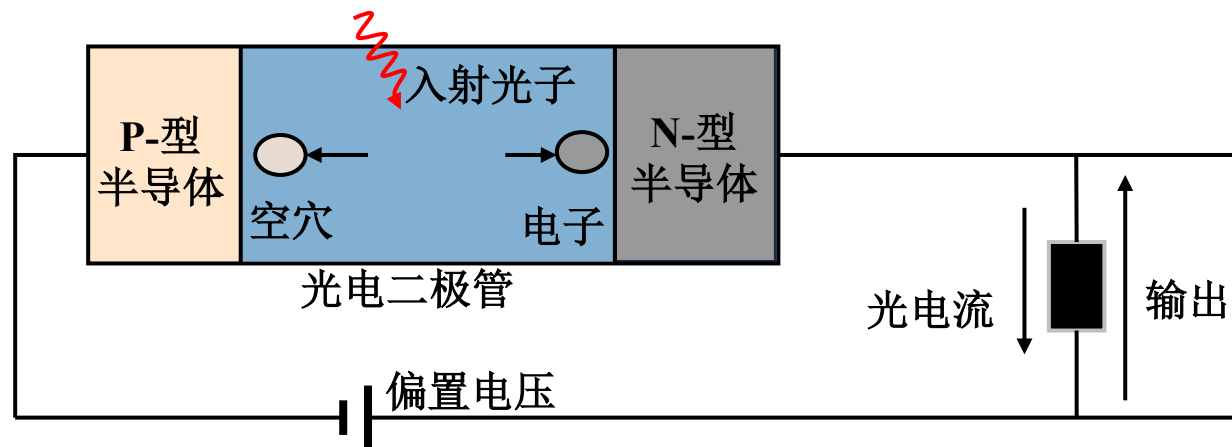 入射光子
P-型
半导体
N-型
半导体
空穴
电子
光电二极管
光电流
输出
偏置电压